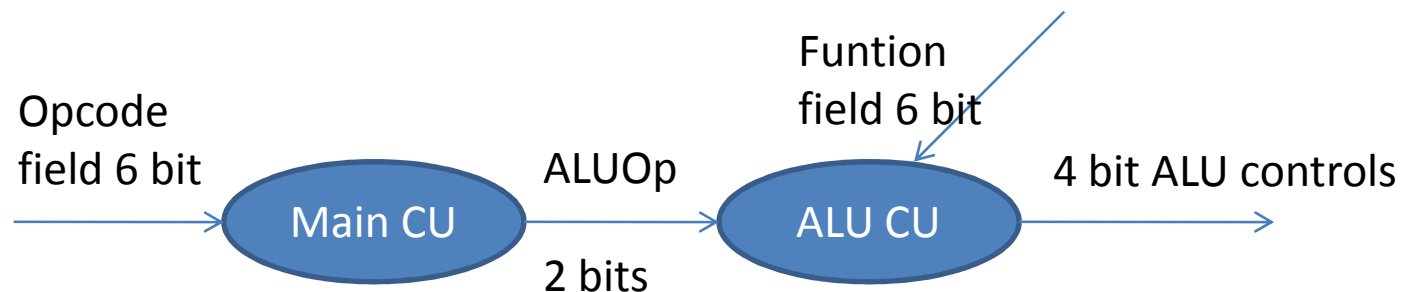 Opcode
field 6 bit
Main CU
ALUOp
2 bits
Funtion
field 6 bit
ALU CU
4 bit ALU controls